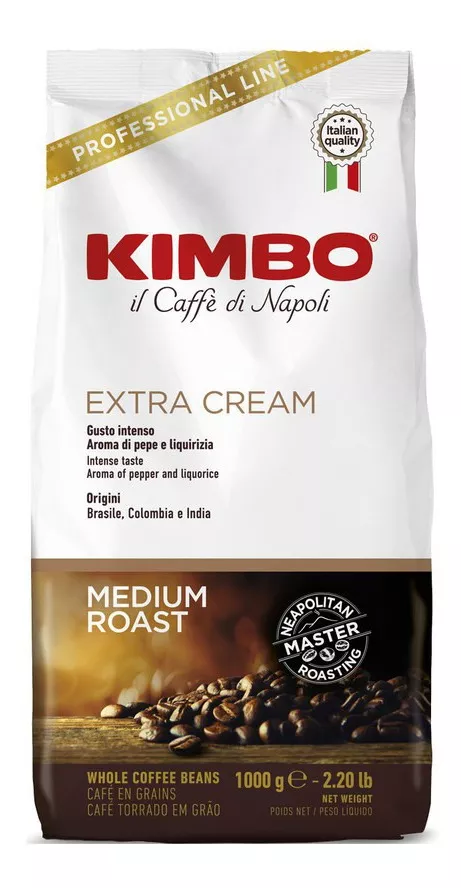 PROFESSIONAL LINE
Italian
quality
KIMBO®
il Caffè di Napoli
EXTRA CREAM
Gusto intenso
Aroma di pepe e liquirizia
Intense taste
Aroma of pepper and liquorice
Origini
Brasile, Colombia e India
MEDIUM
ROAST
NEAPOLITAN
MASTER
ROASTING
WHOLE COFFEE BEANS
CAFÉ EN GRAINS
CAFÉ TORRADO EM GRÃO
1000 g ℮ - 2.20 lb
NET WEIGHT
POIDS NET / PESO LÍQUIDO